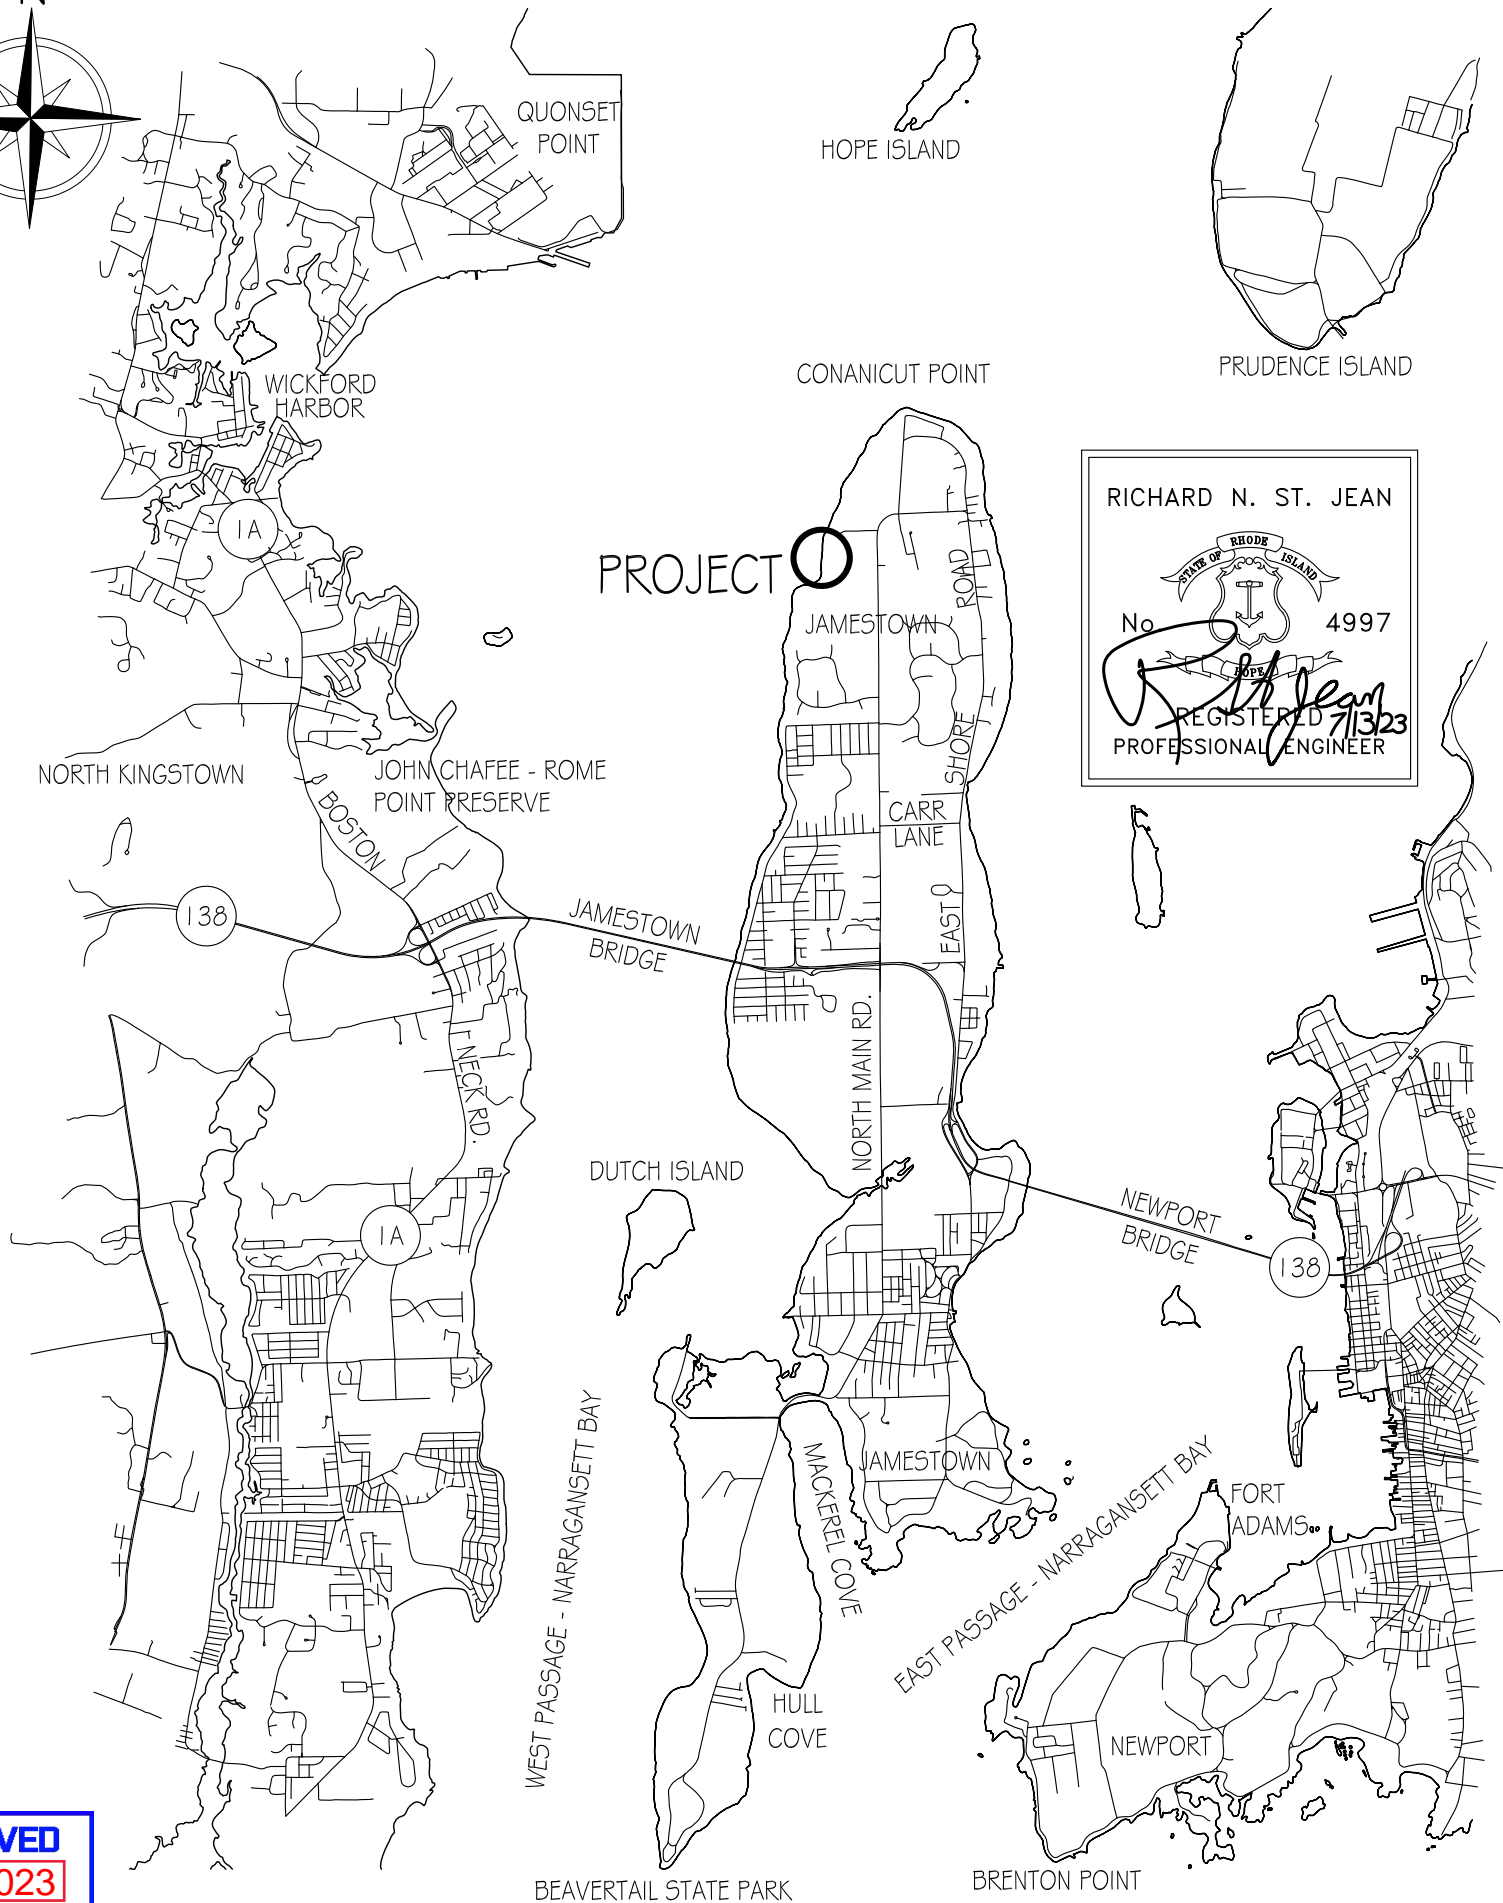 N
QUONSET
POINT
HOPE ISLAND
PRUDENCE ISLAND
CONANICUT POINT
WICKFORD
HARBOR
1A
PROJECT
JAMESTOWN
ROAD
SHORE
EAST
RICHARD N. ST. JEAN
STATE OF RHODE ISLAND
No. 4997
HOPE
R St Jean
REGISTERED 7/13/23
PROFESSIONAL ENGINEER
NORTH KINGSTOWN
JOHN CHAFEE - ROME
POINT PRESERVE
BOSTON
NECK RD.
CARR
LANE
138
JAMESTOWN
BRIDGE
NORTH MAIN RD.
DUTCH ISLAND
1A
NEWPORT
BRIDGE
138
WEST PASSAGE - NARRAGANSETT BAY
MACKEREL COVE
JAMESTOWN
EAST PASSAGE - NARRAGANSETT BAY
FORT
ADAMS
HULL
COVE
NEWPORT
BEAVERTAIL STATE PARK
BRENTON POINT
VED
023